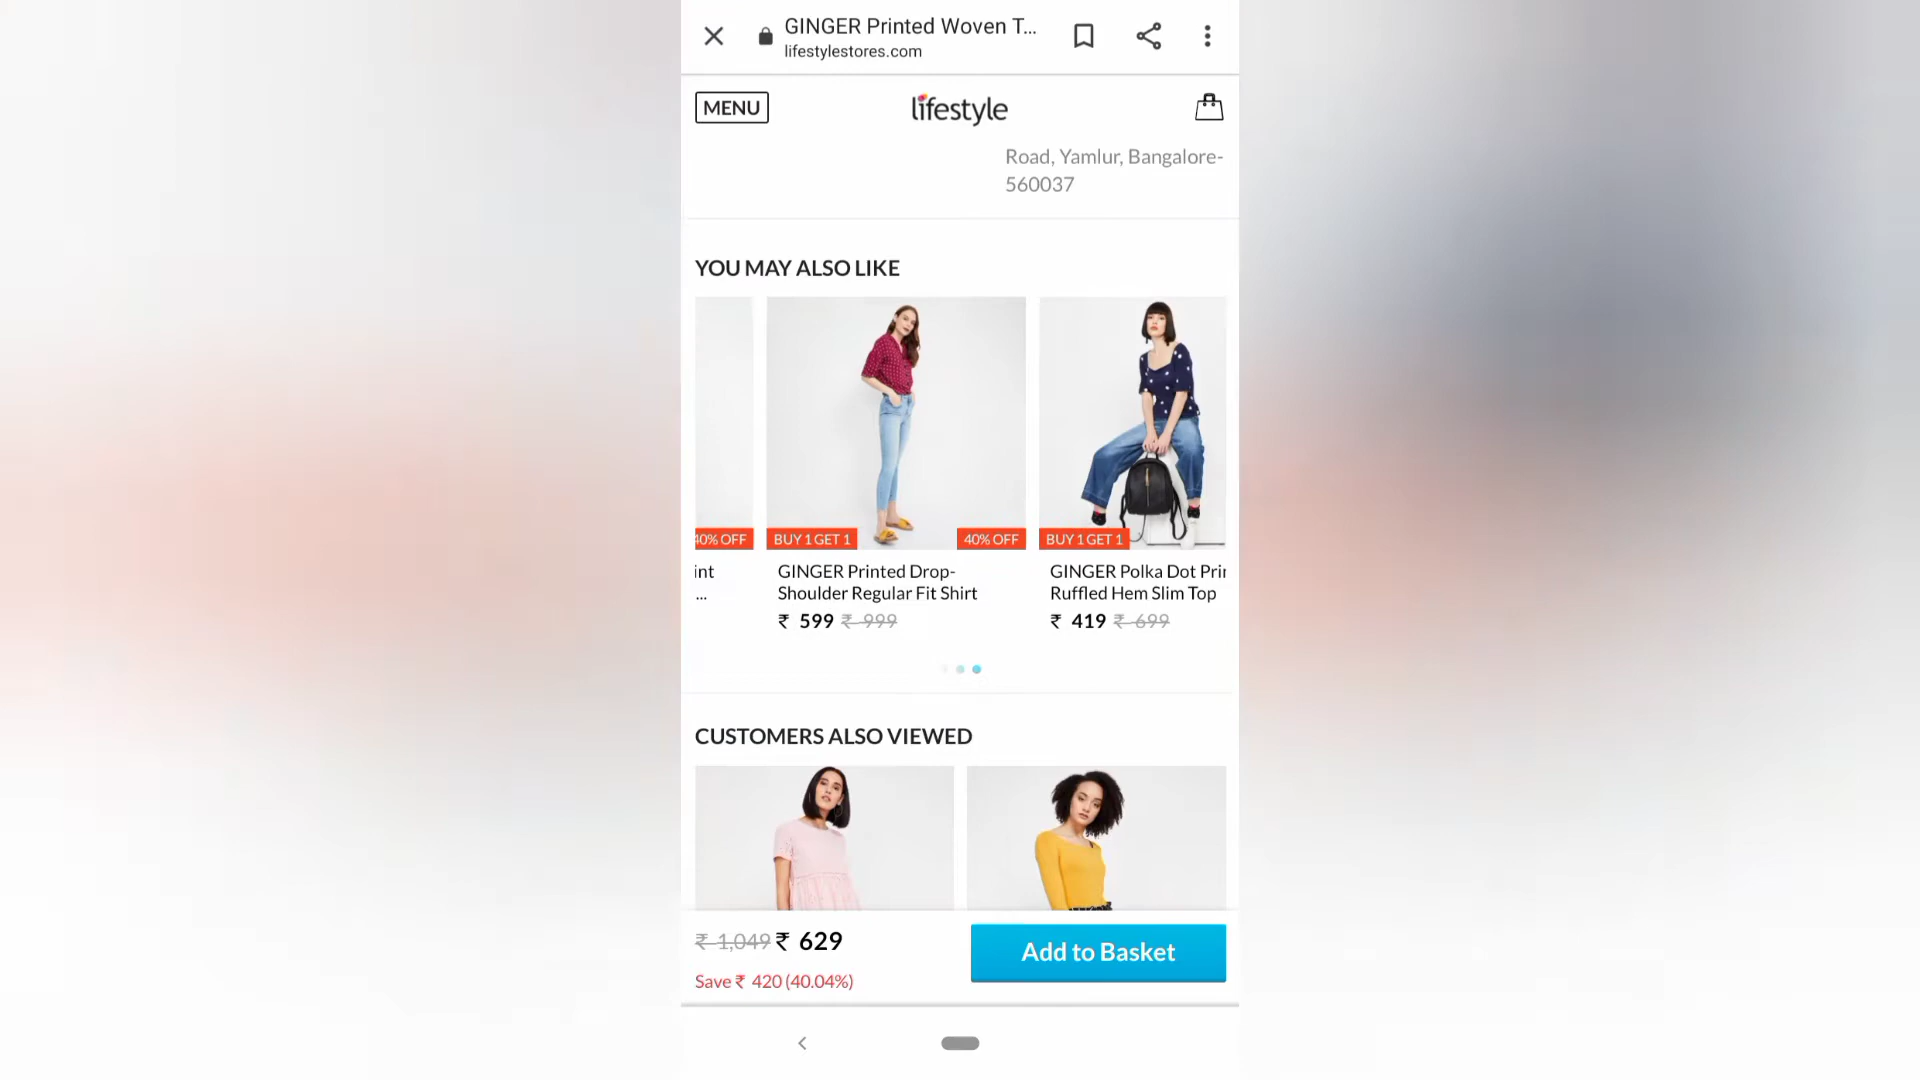 GINGER Printed Woven T...
lifestylestores.com
MENU
lifestyle
Road, Yamlur, Bangalore-
560037
YOU MAY ALSO LIKE
40% OFF
BUY 1 GET 1
40% OFF
BUY 1 GET 1
int
...
GINGER Printed Drop-
Shoulder Regular Fit Shirt
₹ 599 ₹ 999
GINGER Polka Dot Prin
Ruffled Hem Slim Top
₹ 419 ₹ 699
CUSTOMERS ALSO VIEWED
₹ 1,049 ₹ 629
Save ₹ 420 (40.04%)
Add to Basket